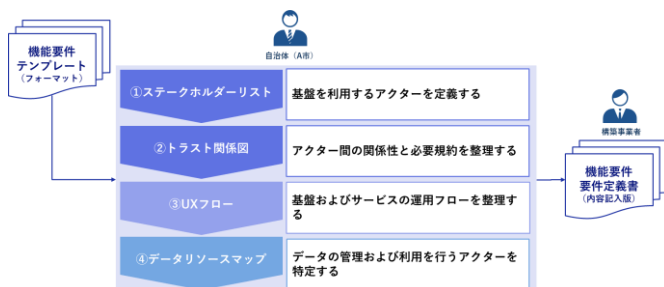 機能要件
テンプレート
（フォーマット）
自治体（A市）
①ステークホルダーリスト
基盤を利用するアクターを定義する
②トラスト関係図
アクター間の関係性と必要規約を整理する
③UXフロー
基盤およびサービスの運用フローを整理す
る
④データリソースマップ
データの管理および利用を行うアクターを
特定する
構築事業者
機能要件
要件定義書
（内容記入版）